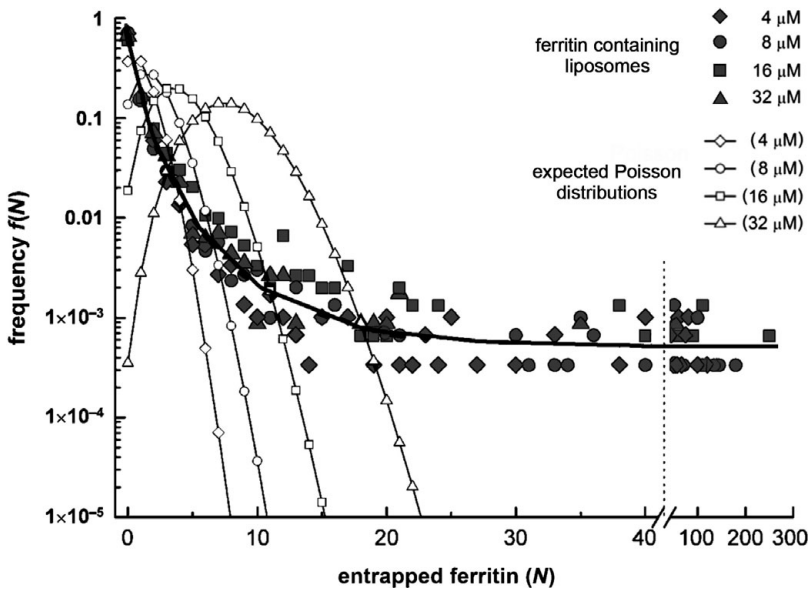 ferritin containing
liposomes
4 µM
8 µM
16 µM
32 µM
expected Poisson
distributions
(4 µM)
(8 µM)
(16 µM)
(32 µM)
frequency f(N)
1
0.1
0.01
1×10⁻³
1×10⁻⁴
1×10⁻⁵
0 10 20 30 40 100 200 300
entrapped ferritin (N)